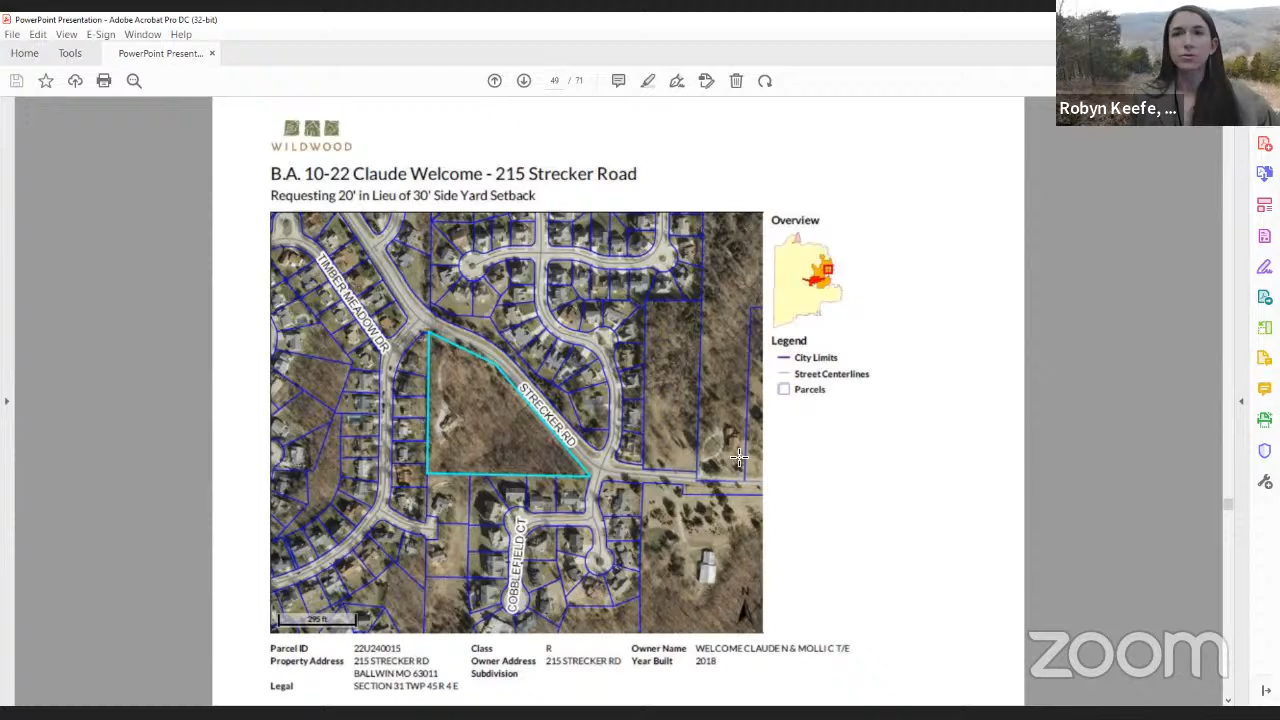 PowerPoint Presentation - Adobe Acrobat Pro DC (32-bit)
File Edit View E-Sign Window Help
Home Tools PowerPoint Present... ×
49 / 71
Robyn Keefe, ...
WILDWOOD
B.A. 10-22 Claude Welcome - 215 Strecker Road
Requesting 20' in Lieu of 30' Side Yard Setback
Overview
TIMBER MEADOW DR
STRECKER RD
COBBLEFIELD CT
N
295 ft
Legend
City Limits
Street Centerlines
Parcels
Parcel ID 22U240015 Class R Owner Name WELCOME CLAUDE N & MOLLI C T/E
Property Address 215 STRECKER RD Owner Address 215 STRECKER RD Year Built 2018
BALLWIN MO 63011 Subdivision
Legal SECTION 31 TWP 45 R 4 E
zoom